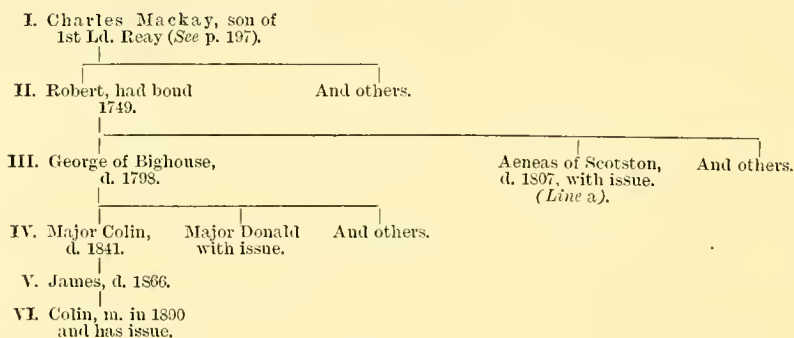 I. Charles Mackay, son of
1st Ld. Reay (See p. 197).
II. Robert, had bond
1749.
And others.
III. George of Bighouse,
d. 1798.
Aeneas of Scotston,
d. 1807, with issue.
(Line a).
And others.
IV. Major Colin,
d. 1841.
Major Donald
with issue.
And others.
V. James, d. 1866.
VI. Colin, m. in 1890
and has issue.